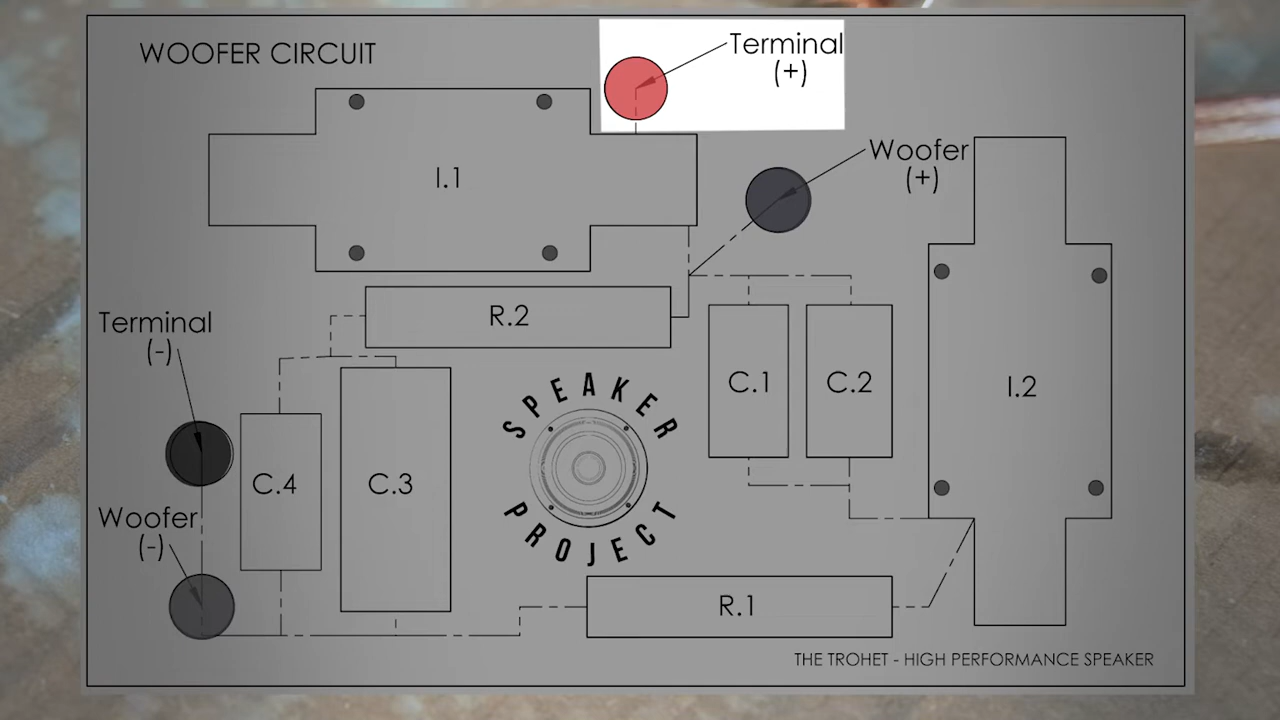 WOOFER CIRCUIT
Terminal
(+)
Woofer
(+)
I.1
R.2
Terminal
(-)
C.1
C.2
I.2
SPEAKER
PROJECT
C.4
C.3
Woofer
(-)
R.1
THE TROHET - HIGH PERFORMANCE SPEAKER